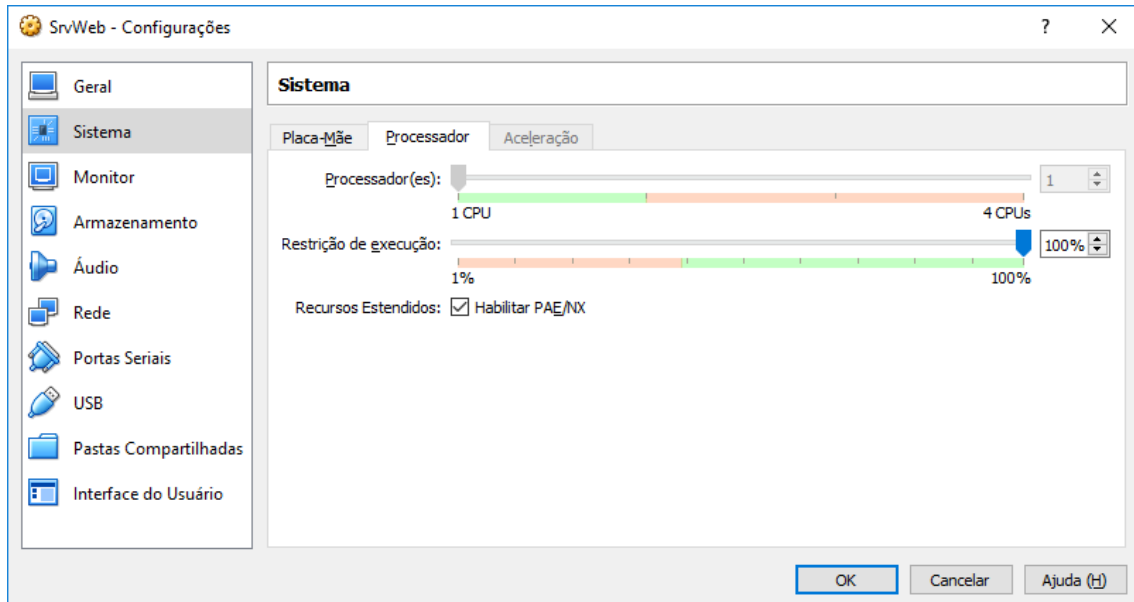 SrvWeb - Configurações
?
Geral
Sistema
Monitor
Armazenamento
Áudio
Rede
Portas Seriais
USB
Pastas Compartilhadas
Interface do Usuário
Sistema
Placa-Mãe Processador Aceleração
Processador(es): 1
1 CPU 4 CPUs
Restrição de execução: 100%
1% 100%
Recursos Estendidos: Habilitar PAE/NX
OK Cancelar Ajuda (H)